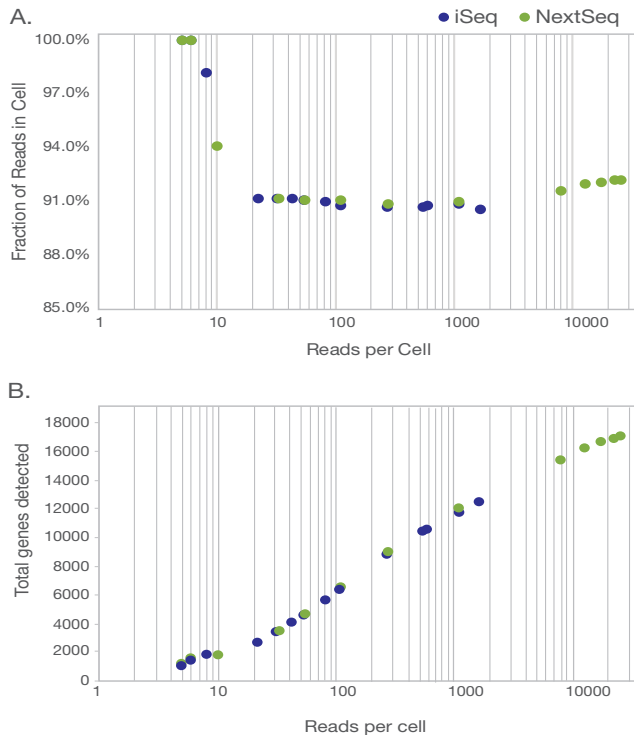 A.
iSeq NextSeq
100.0%
97.0%
94.0%
91.0%
88.0%
85.0%
Fraction of Reads in Cell
1 10 100 1000 10000
Reads per Cell
B.
18000
16000
14000
12000
10000
8000
6000
4000
2000
0
Total genes detected
1 10 100 1000 10000
Reads per cell